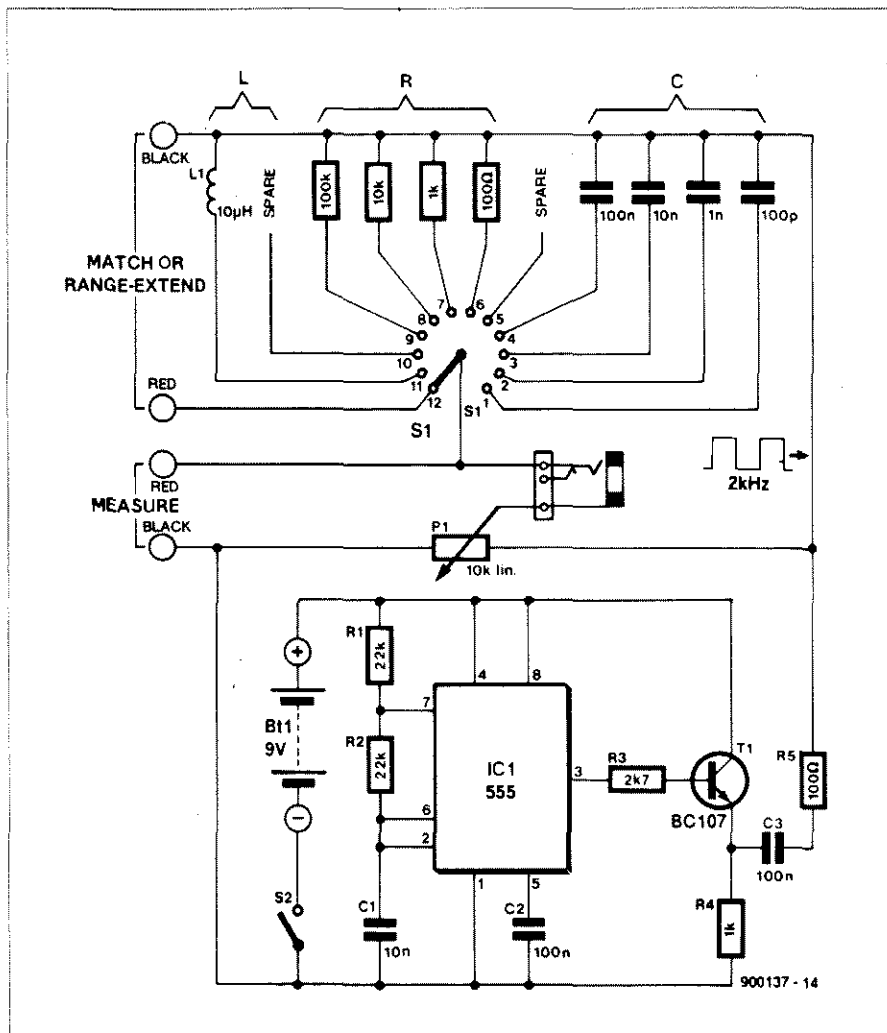 L
R
C
BLACK
L1
10µH
SPARE
100k
10k
1k
100Ω
SPARE
100n
10n
1n
100p
MATCH OR
RANGE-EXTEND
7
6
8
5
9
4
10
3
11
2
12
1
S1
S1
RED
RED
MEASURE
BLACK
2kHz
P1
10k lin.
R1
22k
4
8
+
7
Bt1
9V
R2
22k
IC1
555
3
R3
2k7
T1
BC107
R5
100Ω
6
2
C3
100n
−
1
5
S2
C1
10n
C2
100n
R4
1k
900137 - 14